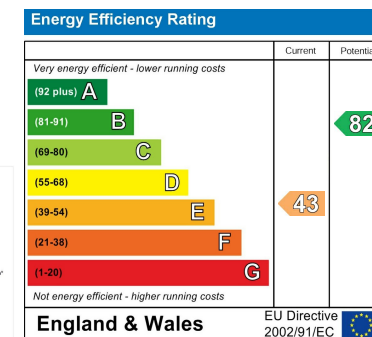 Energy Efficiency Rating
Current Potentia
Very energy efficient - lower running costs
(92 plus) A
(81-91) B
82
(69-80) C
(55-68) D
(39-54) E
43
(21-38) F
(1-20) G
Not energy efficient - higher running costs
England & Wales
EU Directive
2002/91/EC